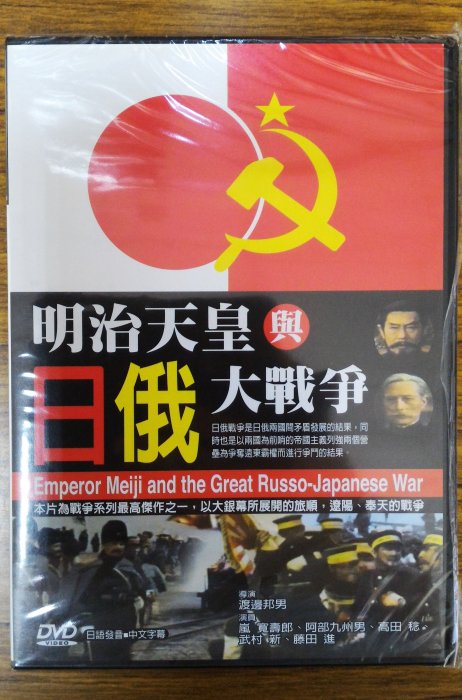 明治天皇與
日俄大戰爭
日俄戰爭是日俄兩國間矛盾發展的結果，同
時也是以兩國為前哨的帝國主義列強兩個營
壘為爭奪遠東霸權而進行爭鬥的結果。
Emperor Meiji and the Great Russo-Japanese War
本片為戰爭系列最高傑作之一，以大銀幕所展開的旅順，遼陽、奉天的戰爭
導演
渡邊邦男
演員
嵐 寬壽郎、阿部九州男、高田 稔、
武村 新、藤田 進
DVD
VIDEO
日語發音■中文字幕